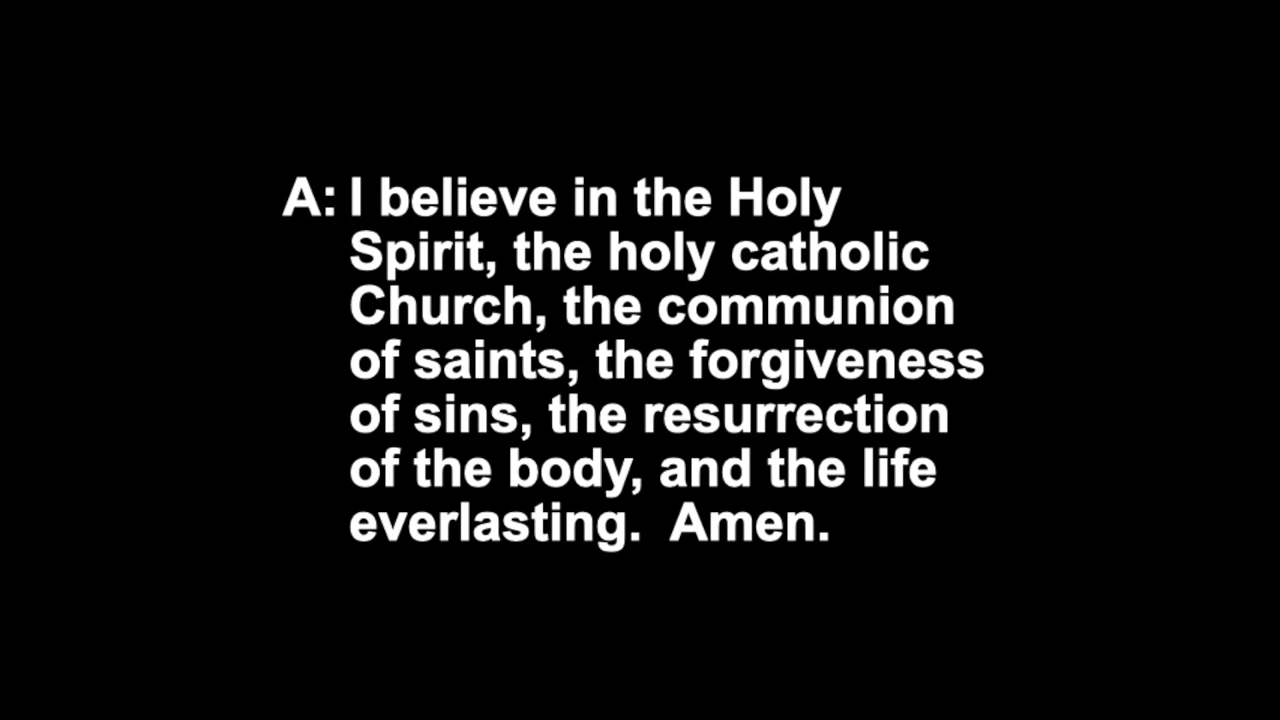 A: I believe in the Holy
Spirit, the holy catholic
Church, the communion
of saints, the forgiveness
of sins, the resurrection
of the body, and the life
everlasting.  Amen.